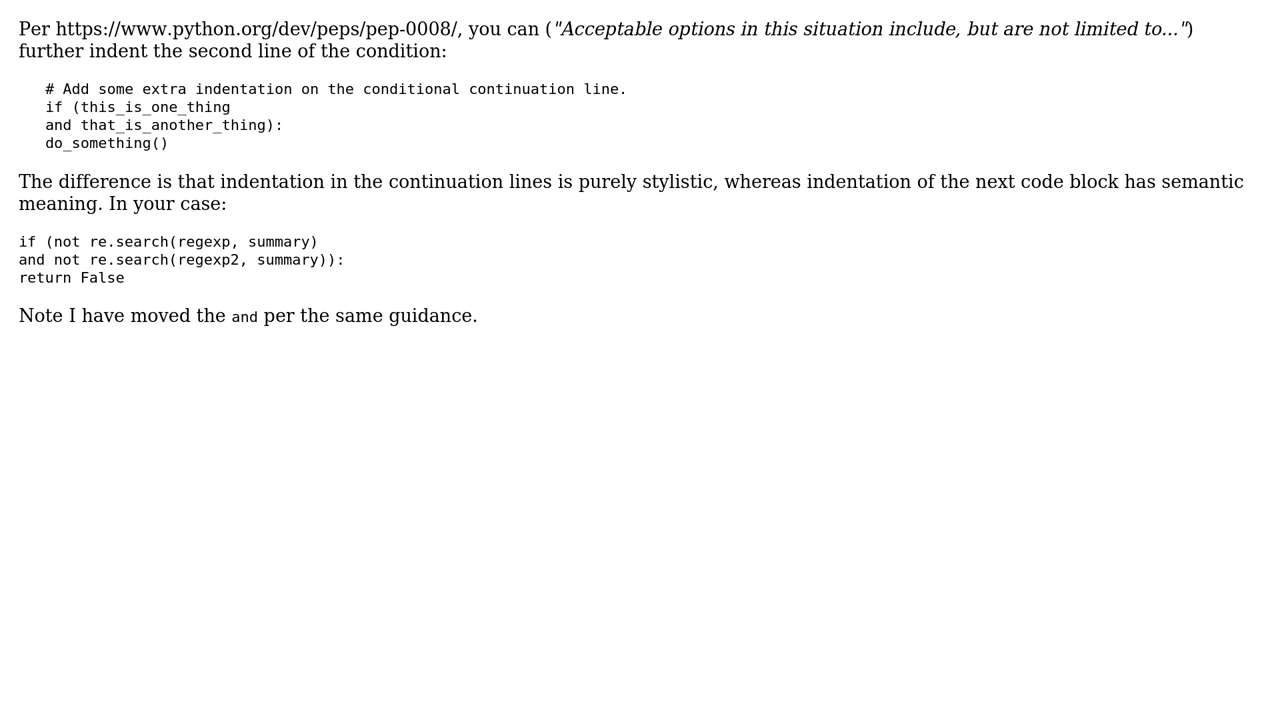 Per https://www.python.org/dev/peps/pep-0008/, you can ("Acceptable options in this situation include, but are not limited to...")
further indent the second line of the condition:
# Add some extra indentation on the conditional continuation line.
if (this_is_one_thing
and that_is_another_thing):
do_something()
The difference is that indentation in the continuation lines is purely stylistic, whereas indentation of the next code block has semantic
meaning. In your case:
if (not re.search(regexp, summary)
and not re.search(regexp2, summary)):
return False
Note I have moved the and per the same guidance.